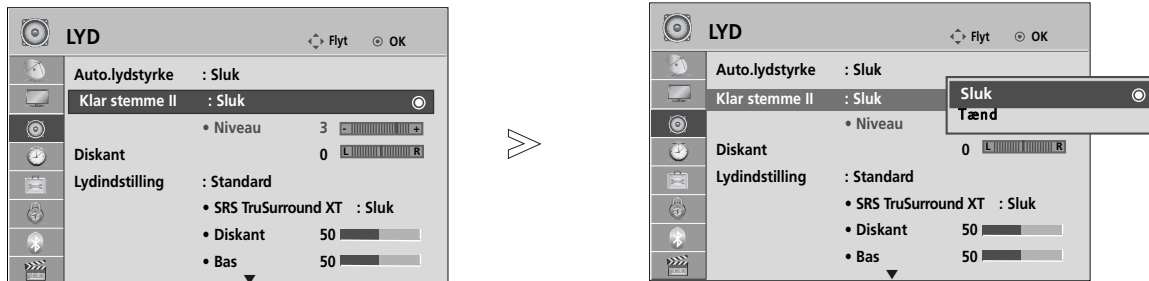 LYD Flyt OK
Auto.lydstyrke : Sluk
Klar stemme II : Sluk
• Niveau 3 - +
Diskant 0 L R
Lydindstilling : Standard
• SRS TruSurround XT : Sluk
• Diskant 50
• Bas 50
LYD Flyt OK
Auto.lydstyrke : Sluk
Klar stemme II : Sluk
Sluk
Tænd
• Niveau
Diskant 0 L R
Lydindstilling : Standard
• SRS TruSurround XT : Sluk
• Diskant 50
• Bas 50